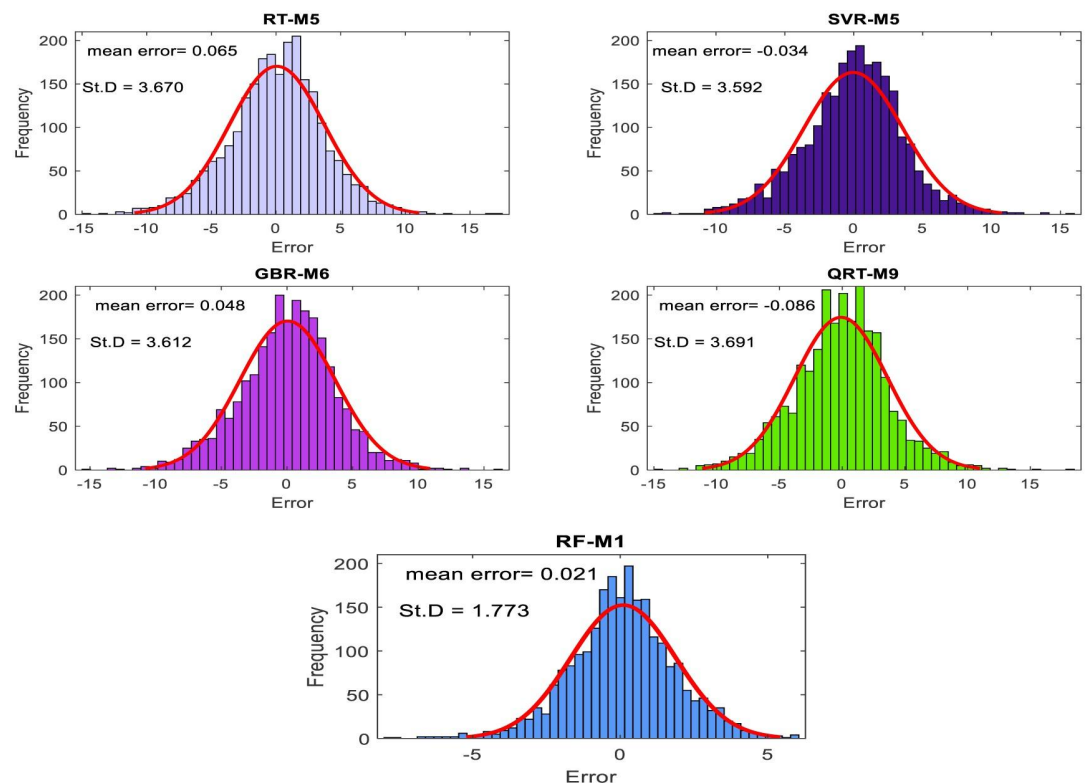 RT-M5
mean error= 0.065
St.D = 3.670
Frequency
200
150
100
50
0
-15
-10
-5
0
5
10
15
Error
SVR-M5
mean error= -0.034
St.D = 3.592
Frequency
200
150
100
50
0
-10
-5
0
5
10
15
Error
GBR-M6
mean error= 0.048
St.D = 3.612
Frequency
200
150
100
50
0
-15
-10
-5
0
5
10
15
Error
QRT-M9
mean error= -0.086
St.D = 3.691
Frequency
200
150
100
50
0
-15
-10
-5
0
5
10
15
Error
RF-M1
mean error= 0.021
St.D = 1.773
Frequency
200
150
100
50
0
-5
0
5
Error